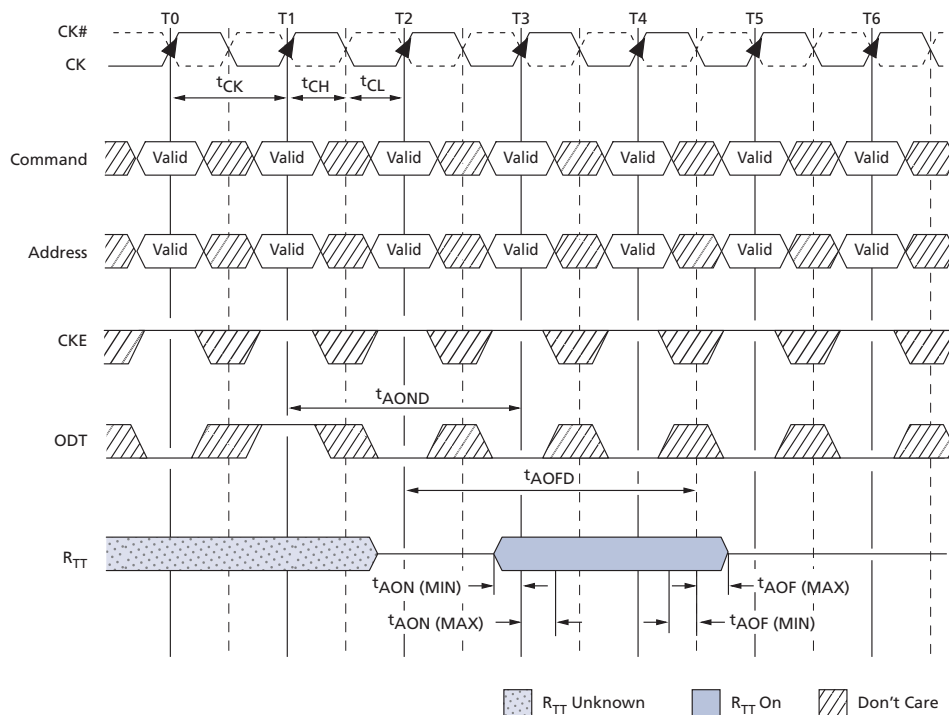 T0 T1 T2 T3 T4 T5 T6
CK#
CK
tCK tCH tCL
Command Valid Valid Valid Valid Valid Valid Valid
Address Valid Valid Valid Valid Valid Valid Valid
CKE
tAOND
ODT
tAOFD
RTT
tAON (MIN) tAOF (MAX)
tAON (MAX) tAOF (MIN)
RTT Unknown RTT On Don't Care